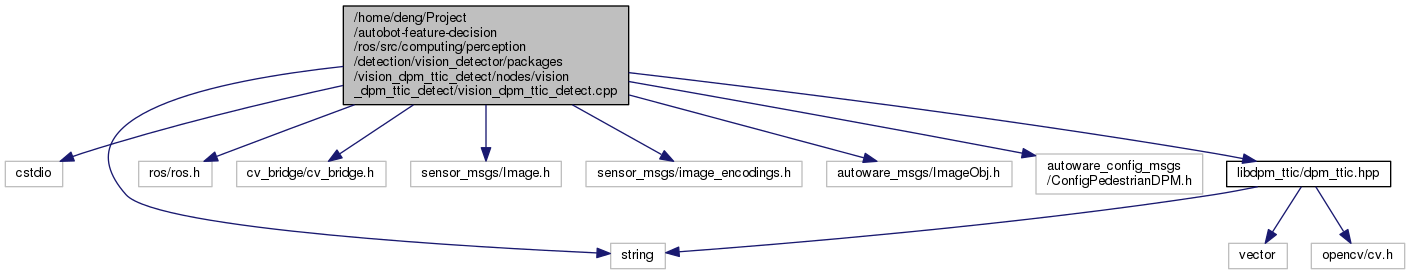 /home/deng/Project
/autobot-feature-decision
/ros/src/computing/perception
/detection/vision_detector/packages
/vision_dpm_ttic_detect/nodes/vision
_dpm_ttic_detect/vision_dpm_ttic_detect.cpp
cstdio
ros/ros.h
cv_bridge/cv_bridge.h
sensor_msgs/Image.h
sensor_msgs/image_encodings.h
autoware_msgs/ImageObj.h
autoware_config_msgs
/ConfigPedestrianDPM.h
libdpm_ttic/dpm_ttic.hpp
string
vector
opencv/cv.h